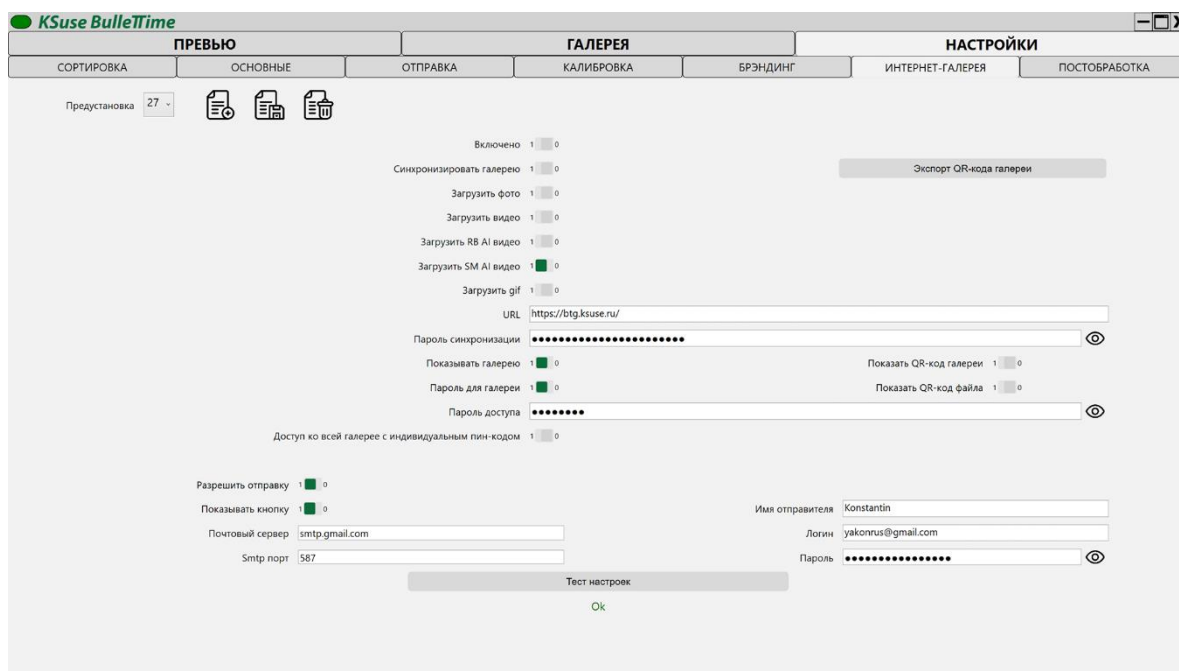 KSuse BulleTTime
ПРЕВЬЮ ГАЛЕРЕЯ НАСТРОЙКИ
СОРТИРОВКА ОСНОВНЫЕ ОТПРАВКА КАЛИБРОВКА БРЭНДИНГ ИНТЕРНЕТ-ГАЛЕРЕЯ ПОСТОБРАБОТКА
Предустановка 27
Включено 1 0
Синхронизировать галерею 1 0 Экспорт QR-кода галереи
Загрузить фото 1 0
Загрузить видео 1 0
Загрузить RB AI видео 1 0
Загрузить SM AI видео 1 0
Загрузить gif 1 0
URL https://btg.ksuse.ru/
Пароль синхронизации
Показывать галерею 1 0 Показать QR-код галереи 1 0
Пароль для галереи 1 0 Показать QR-код файла 1 0
Пароль доступа
Доступ ко всей галерее с индивидуальным пин-кодом 1 0
Разрешить отправку 1 0
Показывать кнопку 1 0 Имя отправителя Konstantin
Почтовый сервер smtp.gmail.com Логин yakonrus@gmail.com
Smtp порт 587 Пароль
Тест настроек
Ok